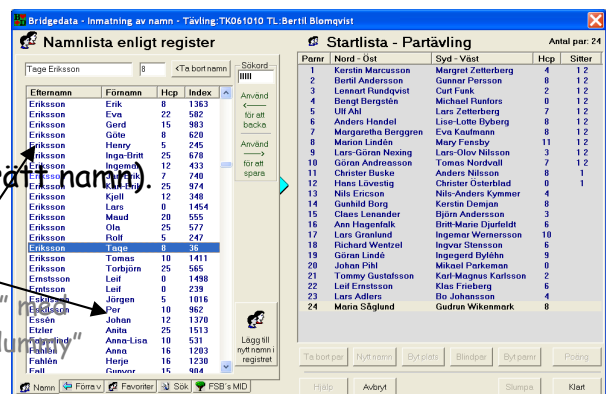 Bridgedata - Inmatning av namn - Tävling:TK061010 TL:Bertil Blomqvist
Namnlista enligt register
Tage Eriksson 8 <Ta bort namn
Sökord
Använd
<----
för att
backa
Använd
---->
för att
spara
Efternamn Förnamn Hcp Index
Eriksson Erik 8 1363
Eriksson Eva 22 582
Eriksson Gerd 15 983
Eriksson Göte 8 620
Eriksson Henry 5 245
Eriksson Inga-Britt 25 678
Eriksson Ingemar 12 433
Eriksson Jan-Erik 7 740
Eriksson Karl-Erik 25 974
Eriksson Kjell 12 348
Eriksson Lars 0 1454
Eriksson Maud 20 555
Eriksson Ola 25 577
Eriksson Rolf 5 247
Eriksson Tage 8 36
Eriksson Tomas 10 1411
Eriksson Torbjörn 25 565
Ernstsson Leif 0 1498
Erntsson Leif 0 239
Eskilsson Jörgen 5 1016
Eskilsson Per 10 962
Essén Johan 12 1370
Etzler Anita 25 1513
Fagerlind Anna-Lisa 10 531
Fahlén Anna 16 1203
Fahlén Herje 16 1230
Fall Gunvor 15 904
rätt namn).
" med
dummy"
Lägg till
nytt namn i
registret
Namn Förra v Favoriter Sök FSB's MID
Startlista - Partävling Antal par: 24
Parnr Nord - Öst Syd - Väst Hcp Sitter
1 Kerstin Marcusson Margret Zetterberg 4 1 2
2 Bertil Andersson Gunnar Persson 8 1 2
3 Lennart Rundqvist Curt Funk 2 1 2
4 Bengt Bergstén Michael Runfors 0 1 2
5 Ulf Ahl Lars Zetterberg 7 1 2
6 Anders Handel Lise-Lotte Byberg 8 1 2
7 Margaretha Berggren Eva Kaufmann 7 1 2
8 Marion Lindén Mary Fensby 11 1 2
9 Lars-Göran Nexing Lars-Olov Nilsson 3 1 2
10 Göran Andreasson Tomas Nordvall 7 1 2
11 Christer Buske Anders Nilsson 0 1
12 Hans Lövestig Christer Österblad 0 1
13 Nils Ericson Nils-Anders Kymmer 4
14 Gunhild Borg Kerstin Demjan 8
15 Claes Lenander Björn Andersson 3
16 Ann Hagenfalk Britt-Marie Djurfeldt 6
17 Lars Granlund Ingemar Wernersson 10
18 Richard Wentzel Ingvar Stensson 6
19 Göran Lindé Ingegerd Byléhn 9
20 Johan Pihl Mikael Parkeman 0
21 Tommy Gustafsson Karl-Magnus Karlsson 2
22 Leif Ernstsson Klas Frieberg 6
23 Lars Adlers Bo Johansson 4
24 Maria Säglund Gudrun Wikenmark 8
Ta bort par Nytt namn Byt plats Blindpar Byt parnr Poäng
Hjälp Avbryt Slumpa Klart